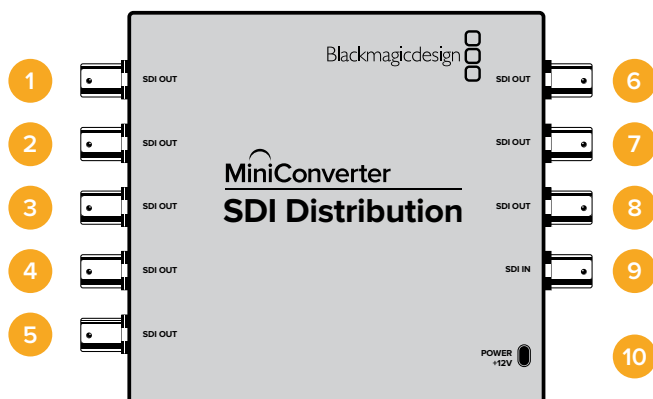 Blackmagicdesign
1
SDI OUT
SDI OUT
6
2
SDI OUT
SDI OUT
7
MiniConverter
SDI Distribution
3
SDI OUT
SDI OUT
8
4
SDI OUT
SDI IN
9
5
SDI OUT
POWER
+12V
10